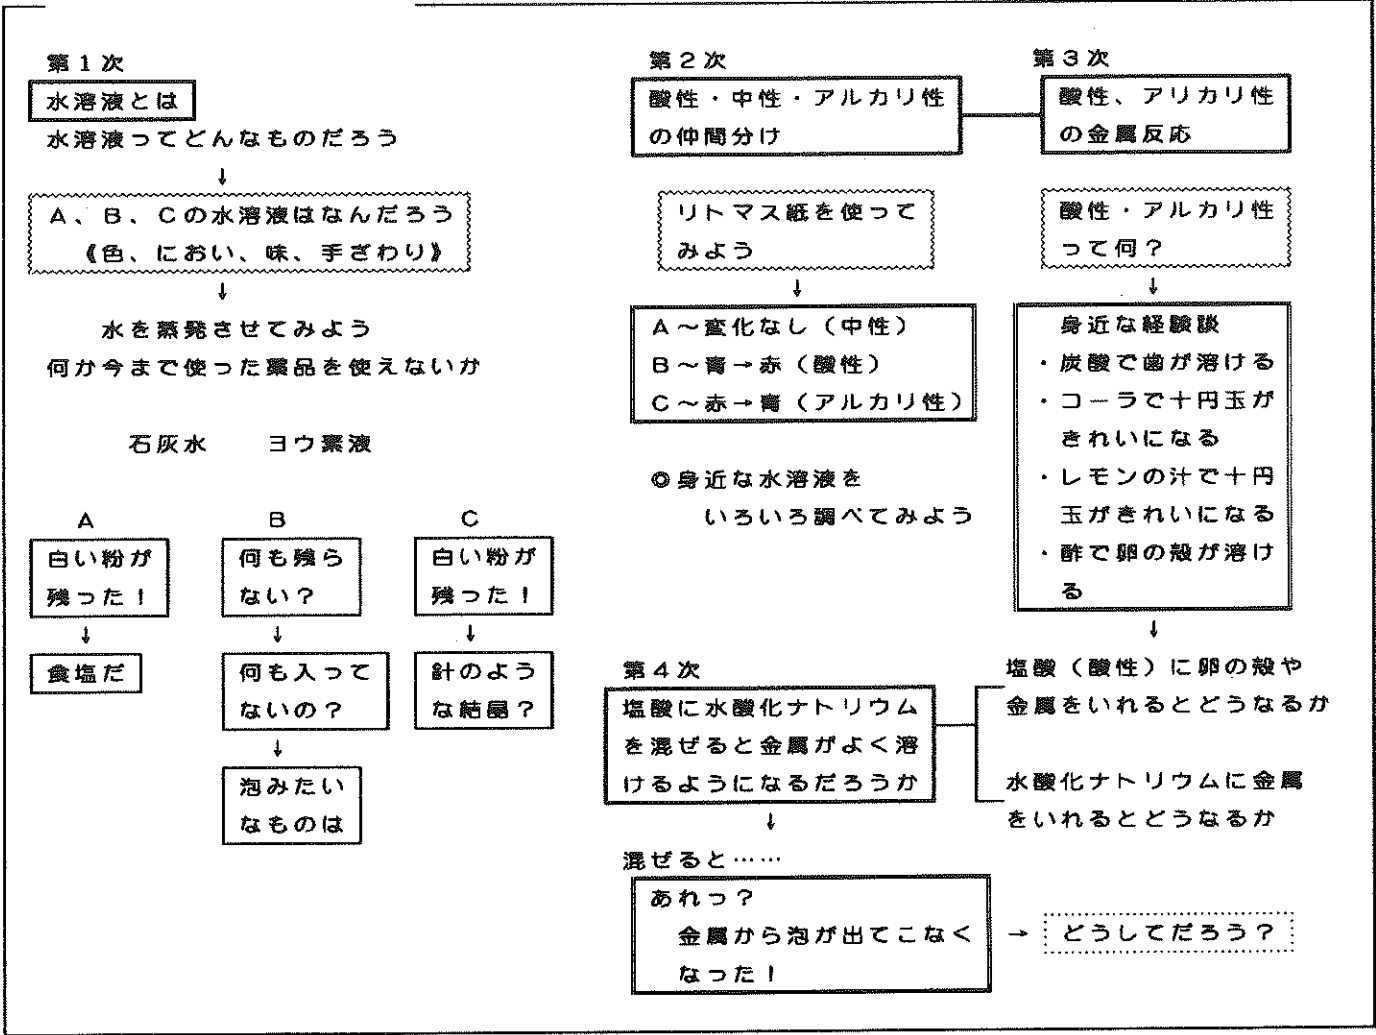 第１次
水溶液とは
水溶液ってどんなものだろう
↓
Ａ、Ｂ、Ｃの水溶液はなんだろう
《色、におい、味、手ざわり》
↓
水を蒸発させてみよう
何か今まで使った薬品を使えないか
石灰水　　ヨウ素液
Ａ
白い粉が
残った！
↓
食塩だ
Ｂ
何も残ら
ない？
↓
何も入って
ないの？
↓
泡みたい
なものは
Ｃ
白い粉が
残った！
↓
針のよう
な結晶？
第２次
酸性・中性・アルカリ性
の仲間分け
リトマス紙を使って
みよう
↓
Ａ～変化なし（中性）
Ｂ～青→赤（酸性）
Ｃ～赤→青（アルカリ性）
◎身近な水溶液を
いろいろ調べてみよう
第３次
酸性、アリカリ性
の金属反応
酸性・アルカリ性
って何？
↓
身近な経験談
・炭酸で歯が溶ける
・コーラで十円玉が
きれいになる
・レモンの汁で十円
玉がきれいになる
・酢で卵の殻が溶け
る
↓
塩酸（酸性）に卵の殻や
金属をいれるとどうなるか
水酸化ナトリウムに金属
をいれるとどうなるか
第４次
塩酸に水酸化ナトリウム
を混ぜると金属がよく溶
けるようになるだろうか
↓
混ぜると……
あれっ？
金属から泡が出てこなく
なった！
→ どうしてだろう？